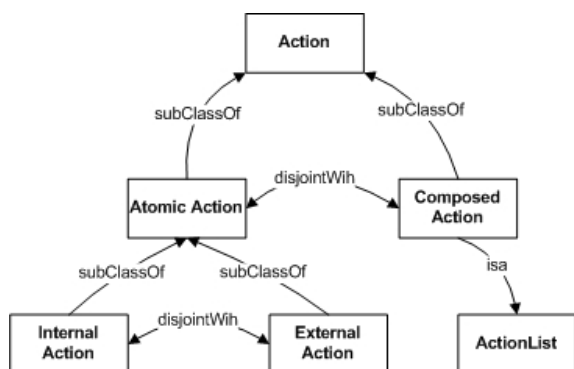 Action
subClassOf
subClassOf
disjointWih
Atomic Action
Composed
Action
subClassOf
subClassOf
isa
disjointWih
Internal
Action
External
Action
ActionList